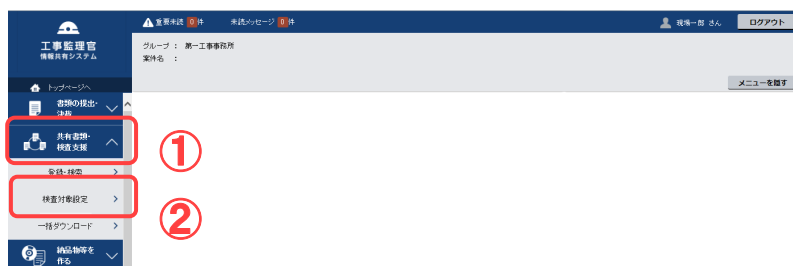 重要未読 0 件 未読メッセージ 0 件
現場一郎 さん ログアウト
工事監理官
情報共有システム
グループ : 第一工事事務所
案件名 :
トップページへ
メニューを隠す
書類の提出・
決裁
共有書類・
検査支援
①
登録・検索
検査対象設定
②
一括ダウンロード
納品物等を
作る